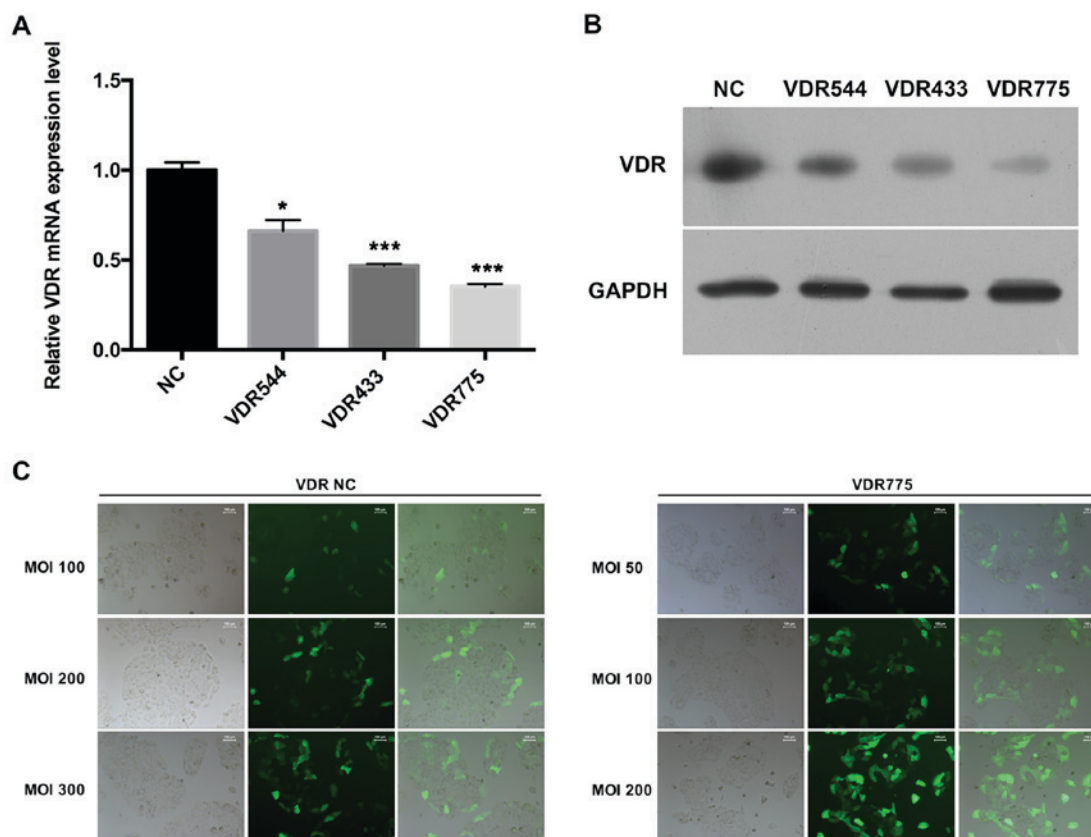 A
Relative VDR mRNA expression level
1.5
1.0
0.5
0.0
*
***
***
NC
VDR544
VDR433
VDR775
B
NC VDR544 VDR433 VDR775
VDR
GAPDH
C
VDR NC
MOI 100
MOI 200
MOI 300
VDR775
MOI 50
MOI 100
MOI 200